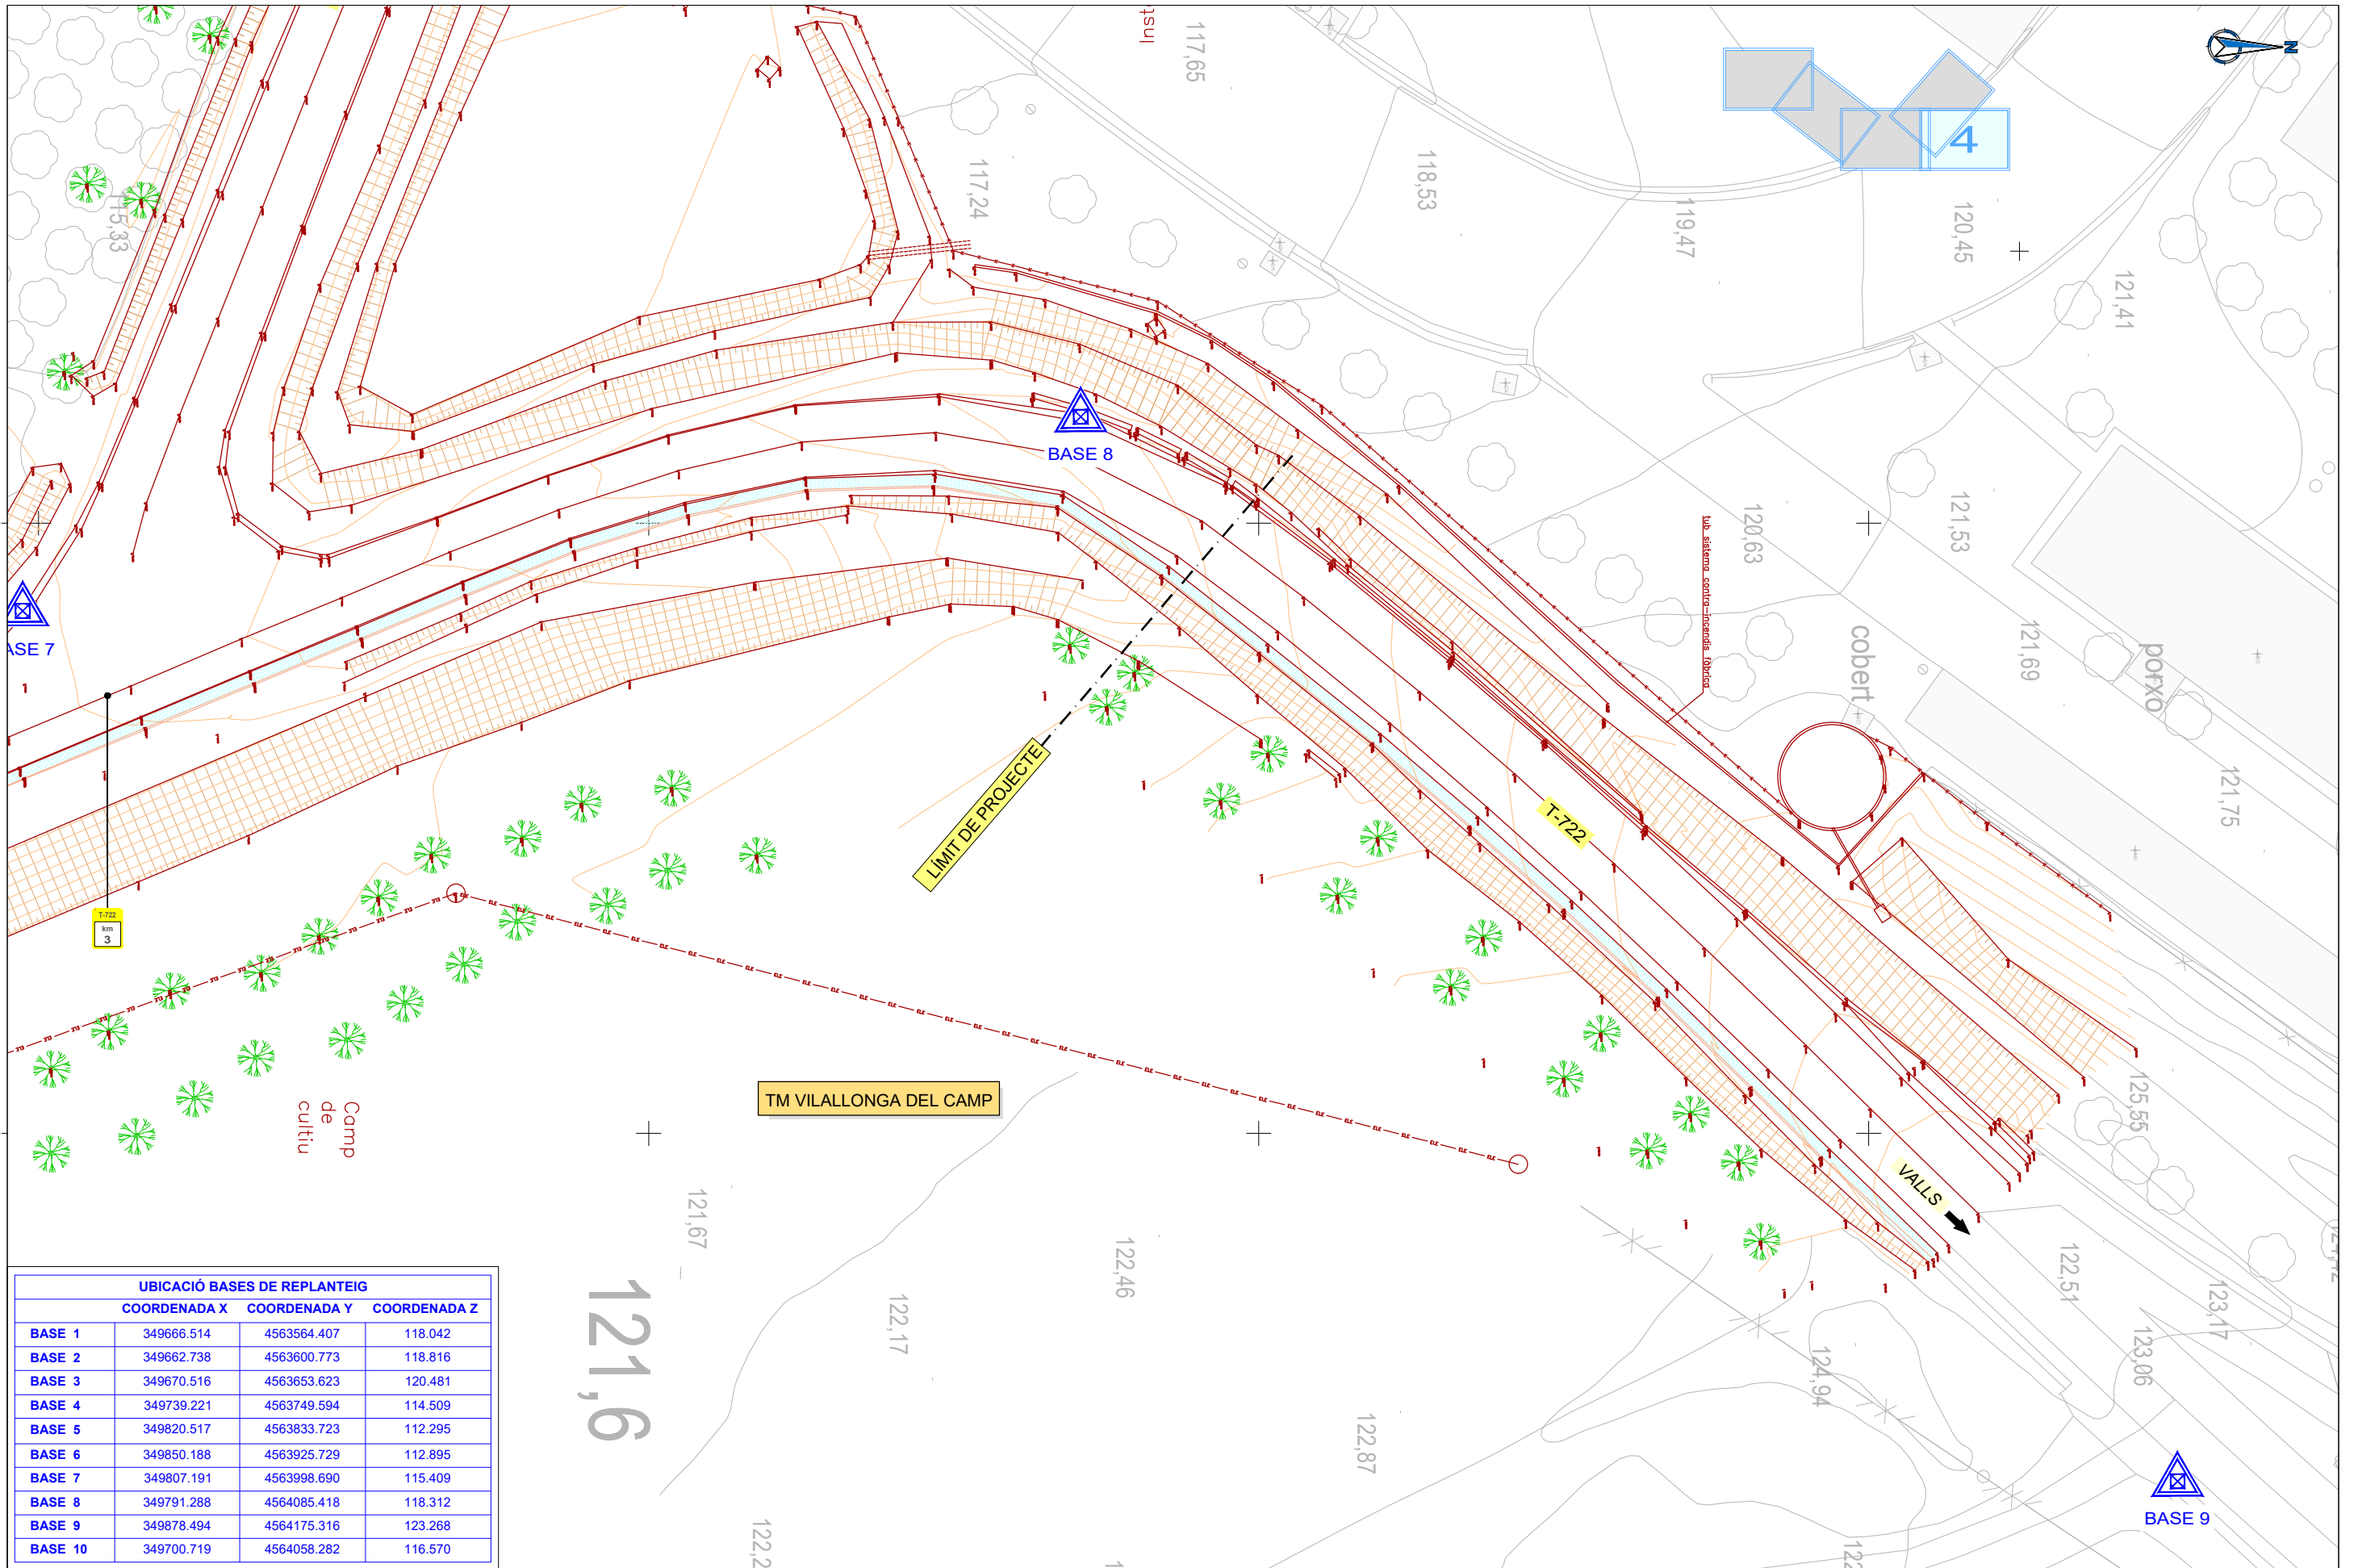 Inst
117,65
N
4
117,24
118,53
119,47
120,45
15,33
121,41
BASE 8
tub sistema contra-incendis fàbrica
120,63
121,53
ASE 7
cobert
121,69
porxo
121,75
LÍMIT DE PROJECTE
T-722
T-722
km
3
TM VILALLONGA DEL CAMP
Camp
de
cultiu
125,55
VALLS
121,67
122,46
122,51
121,6
122,17
123,17
123,06
124,94
122,87
122,2
BASE 9
UBICACIÓ BASES DE REPLANTEIG
COORDENADA X COORDENADA Y COORDENADA Z
BASE 1 349666.514 4563564.407 118.042
BASE 2 349662.738 4563600.773 118.816
BASE 3 349670.516 4563653.623 120.481
BASE 4 349739.221 4563749.594 114.509
BASE 5 349820.517 4563833.723 112.295
BASE 6 349850.188 4563925.729 112.895
BASE 7 349807.191 4563998.690 115.409
BASE 8 349791.288 4564085.418 118.312
BASE 9 349878.494 4564175.316 123.268
BASE 10 349700.719 4564058.282 116.570